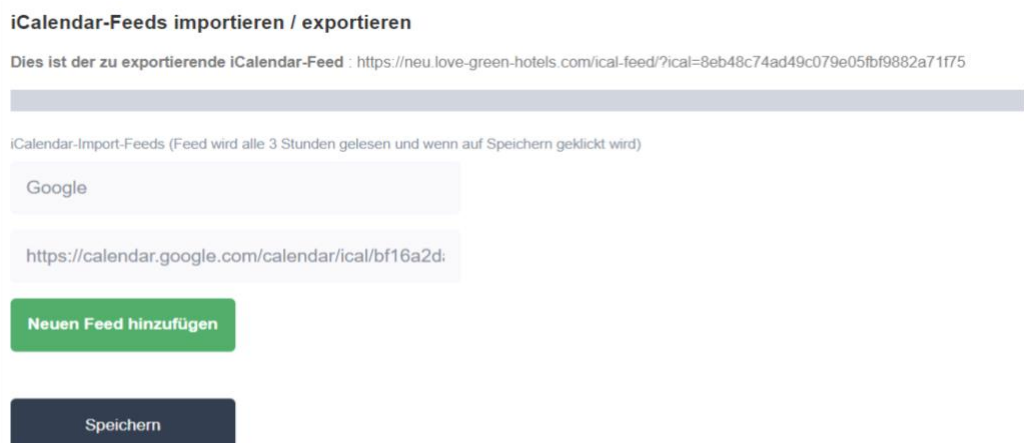 iCalendar-Feeds importieren / exportieren
Dies ist der zu exportierende iCalendar-Feed : https://neu.love-green-hotels.com/ical-feed/?ical=8eb48c74ad49c079e05fbf9882a71f75
iCalendar-Import-Feeds (Feed wird alle 3 Stunden gelesen und wenn auf Speichern geklickt wird)
Google
https://calendar.google.com/calendar/ical/bf16a2d
Neuen Feed hinzufügen
Speichern